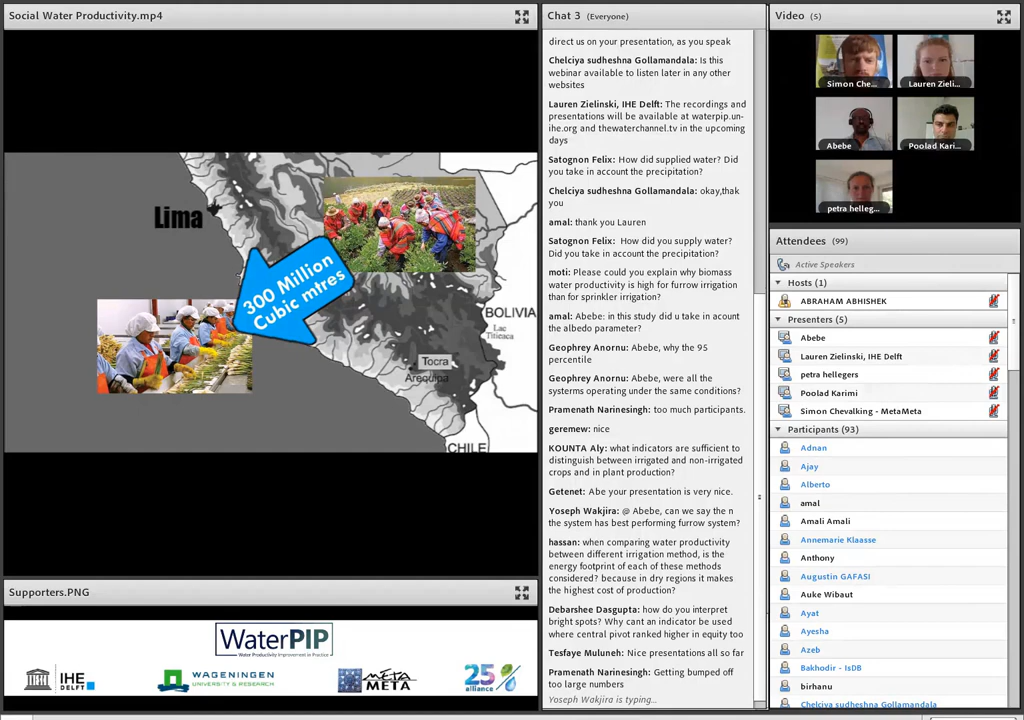 Social Water Productivity.mp4
Lima
300 Million
Cubic mtres
BOLIVIA
Lac
Titicaca
Tocra
Arequipa
CHILE
Supporters.PNG
WaterPIP
Water Productivity Improvement in Practice
IHE
DELFT
WAGENINGEN
UNIVERSITY & RESEARCH
META
META
25
alliance
Chat 3 (Everyone)
direct us on your presentation, as you speak
Chelciya sudheshna Gollamandala: Is this
webinar available to listen later in any other
websites
Lauren Zielinski, IHE Delft: The recordings and
presentations will be available at waterpip.un-
ihe.org and thewaterchannel.tv in the upcoming
days
Satognon Felix: How did supplied water? Did
you take in account the precipitation?
Chelciya sudheshna Gollamandala: okay,thak
you
amal: thank you Lauren
Satognon Felix: How did you supply water?
Did you take in account the precipitation?
moti: Please could you explain why biomass
water productivity is high for furrow irrigation
than for sprinkler irrigation?
amal: Abebe: in this study did u take in acount
the albedo parameter?
Geophrey Anornu: Abebe, why the 95
percentile
Geophrey Anornu: Abebe, were all the
systerms operating under the same conditions?
Pramenath Narinesingh: too much participants.
geremew: nice
KOUNTA Aly: what indicators are sufficient to
distinguish between irrigated and non-irrigated
crops and in plant production?
Getenet: Abe your presentation is very nice.
Yoseph Wakjira: @ Abebe, can we say the n
the system has best performing furrow system?
hassan: when comparing water productivity
between different irrigation method, is the
energy footprint of each of these methods
considered? because in dry regions it makes
the highest cost of production?
Debarshee Dasgupta: how do you interpret
bright spots? Why cant an indicator be used
where central pivot ranked higher in equity too
Tesfaye Muluneh: Nice presentations all so far
Pramenath Narinesingh: Getting bumped off
too large numbers
Yoseph Wakjira is typing...
Video (5)
Simon Che...
Lauren Zieli...
Abebe
Poolad Kari...
petra helleg...
Attendees (99)
Active Speakers
Hosts (1)
ABRAHAM ABHISHEK
Presenters (5)
Abebe
Lauren Zielinski, IHE Delft
petra hellegers
Poolad Karimi
Simon Chevalking - MetaMeta
Participants (93)
Adnan
Ajay
Alberto
amal
Amali Amali
Annemarie Klaasse
Anthony
Augustin GAFASI
Auke Wibaut
Ayat
Ayesha
Azeb
Bakhodir - IsDB
birhanu
Chelciya sudheshna Gollamandala